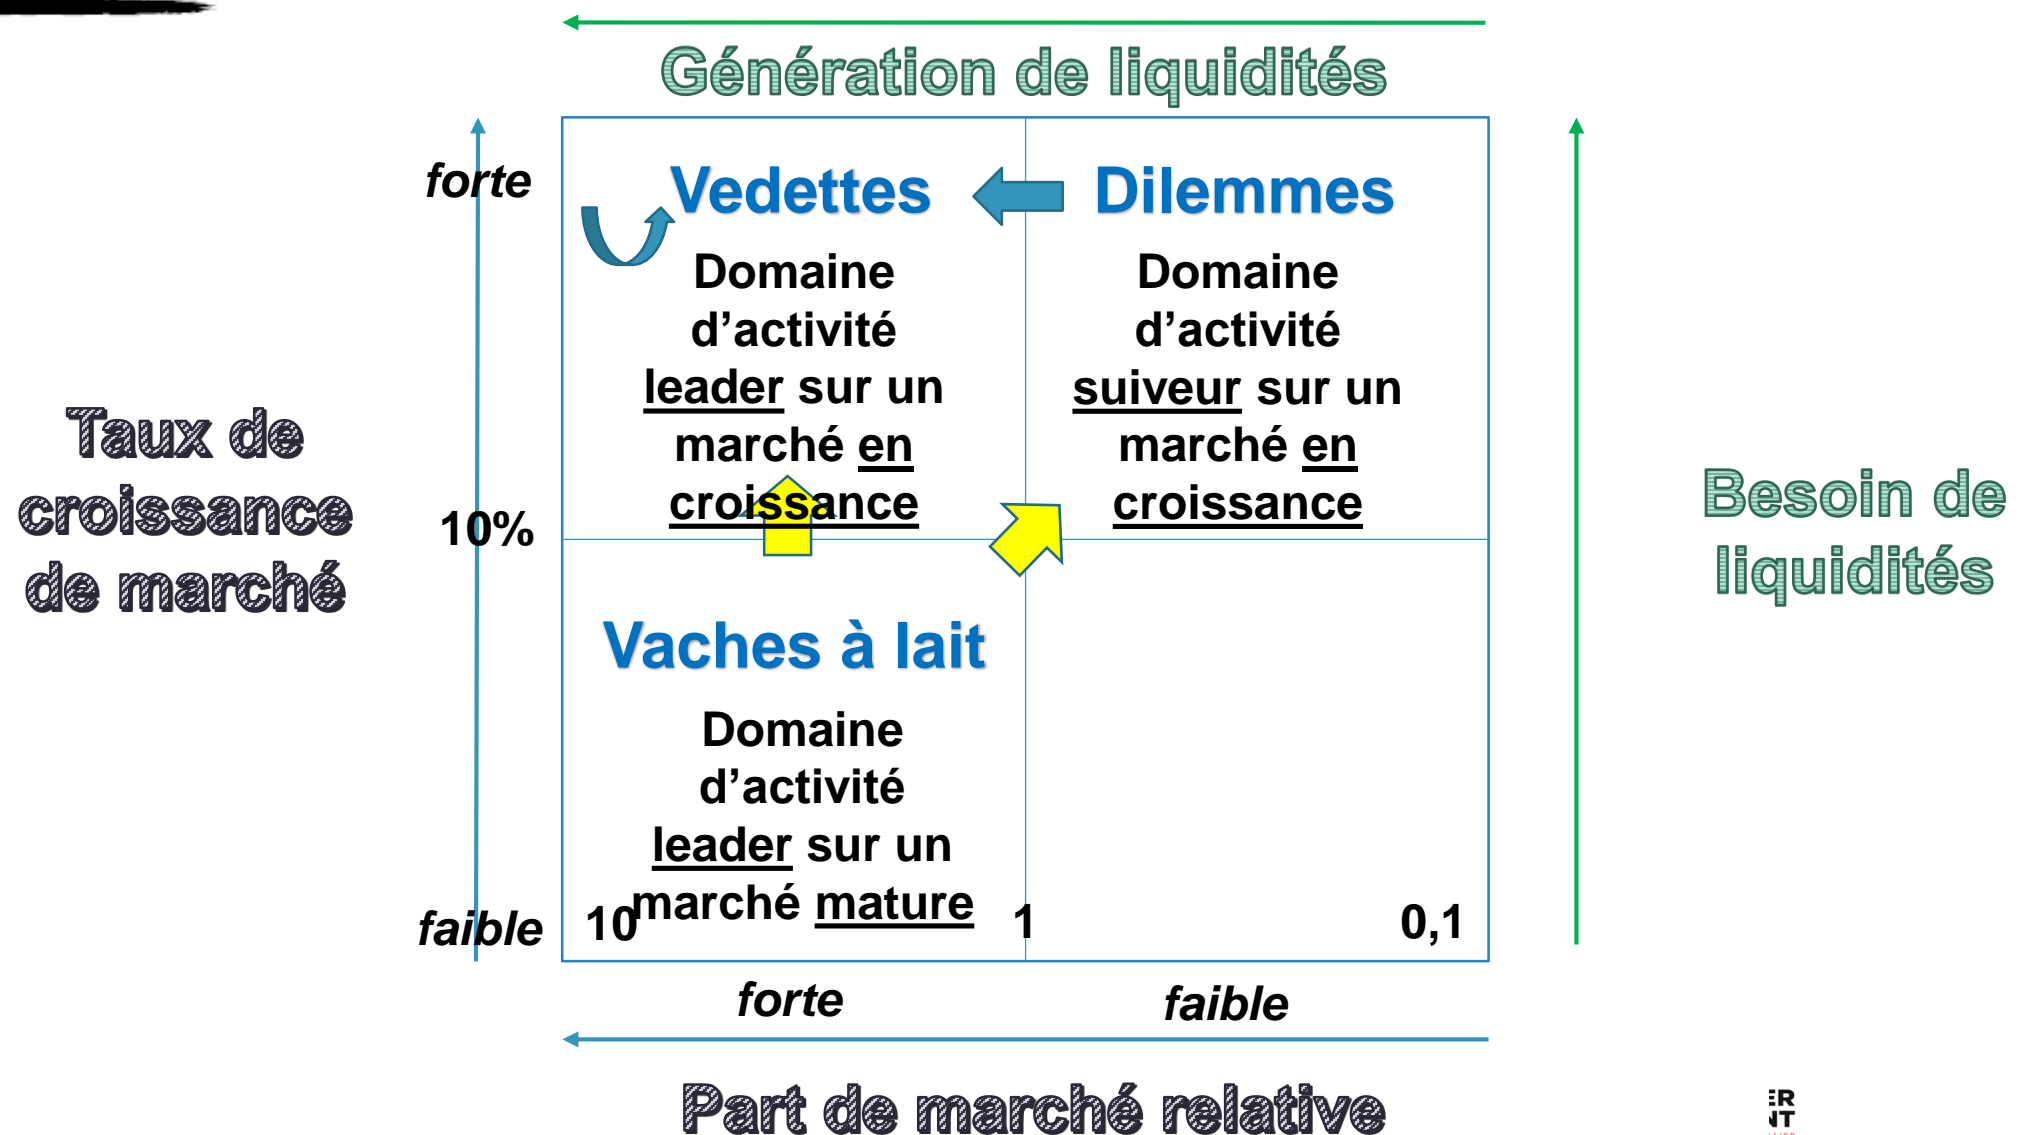 Génération de liquidités
forte
Vedettes
Dilemmes
Domaine
d’activité
leader sur un
marché en
croissance
Domaine
d’activité
suiveur sur un
marché en
croissance
Taux de
croissance
de marché
10%
Besoin de
liquidités
Vaches à lait
Domaine
d’activité
leader sur un
marché mature
faible
10
1
0,1
forte
faible
Part de marché relative
ER
NT